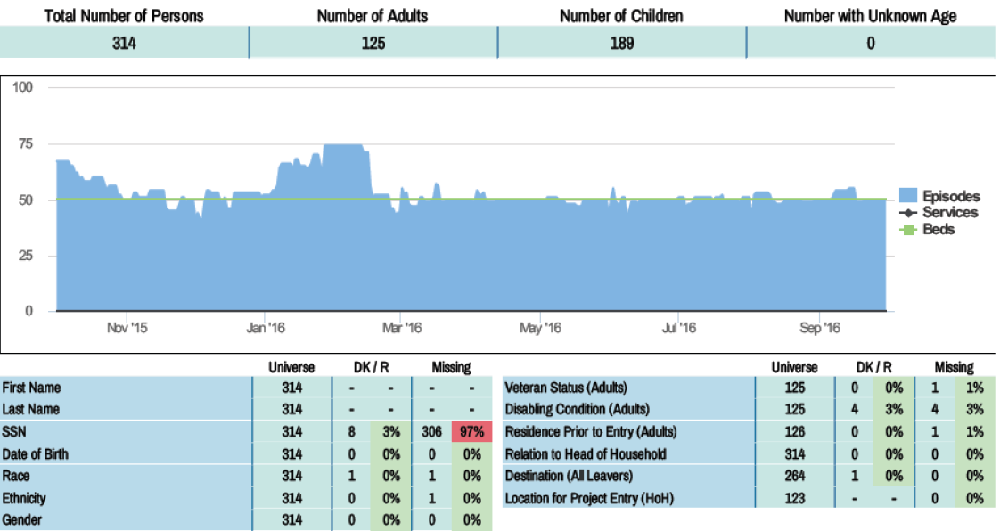 Total Number of Persons Number of Adults Number of Children Number with Unknown Age
314 125 189 0
100
75
50
25
0
Nov '15 Jan '16 Mar '16 May '16 Jul '16 Sep '16
Episodes
Services
Beds
Universe DK / R Missing
First Name 314 - - - -
Last Name 314 - - - -
SSN 314 8 3% 306 97%
Date of Birth 314 0 0% 0 0%
Race 314 1 0% 1 0%
Ethnicity 314 0 0% 1 0%
Gender 314 0 0% 0 0%
Universe DK / R Missing
Veteran Status (Adults) 125 0 0% 1 1%
Disabling Condition (Adults) 125 4 3% 4 3%
Residence Prior to Entry (Adults) 126 0 0% 1 1%
Relation to Head of Household 314 0 0% 0 0%
Destination (All Leavers) 264 1 0% 0 0%
Location for Project Entry (HoH) 123 - - 0 0%